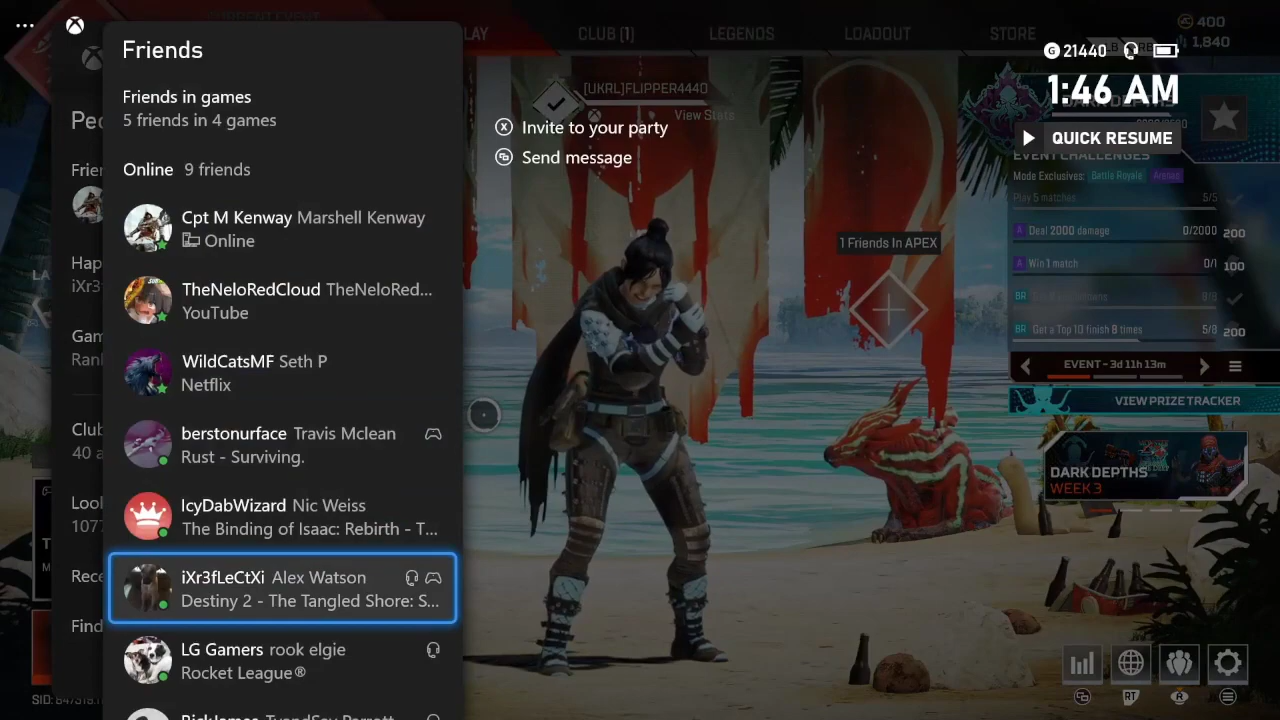 Friends
Friends in games
5 friends in 4 games
Online 9 friends
Cpt M Kenway Marshell Kenway
Online
TheNeloRedCloud TheNeloRed...
YouTube
WildCatsMF Seth P
Netflix
berstonurface Travis Mclean
Rust - Surviving.
IcyDabWizard Nic Weiss
The Binding of Isaac: Rebirth - T...
iXr3fLeCtXi Alex Watson
Destiny 2 - The Tangled Shore: S...
LG Gamers rook elgie
Rocket League®
Invite to your party
Send message
CLUB (1)
LEGENDS
LOADOUT
STORE
400
1,840
G 21440
1:46 AM
QUICK RESUME
[UKRL]FLIPPER4440
View Stats
1 Friends In APEX
EVENT CHALLENGES
Mode Exclusives: Battle Royale Arenas
Play 5 matches 5/5
A Deal 2000 damage 0/2000 200
A Win 1 match 0/1 100
BR
BR Get a Top 10 finish 8 times 5/8 200
EVENT - 3d 11h 13m
VIEW PRIZE TRACKER
DARK DEPTHS
WEEK 3
RT
R